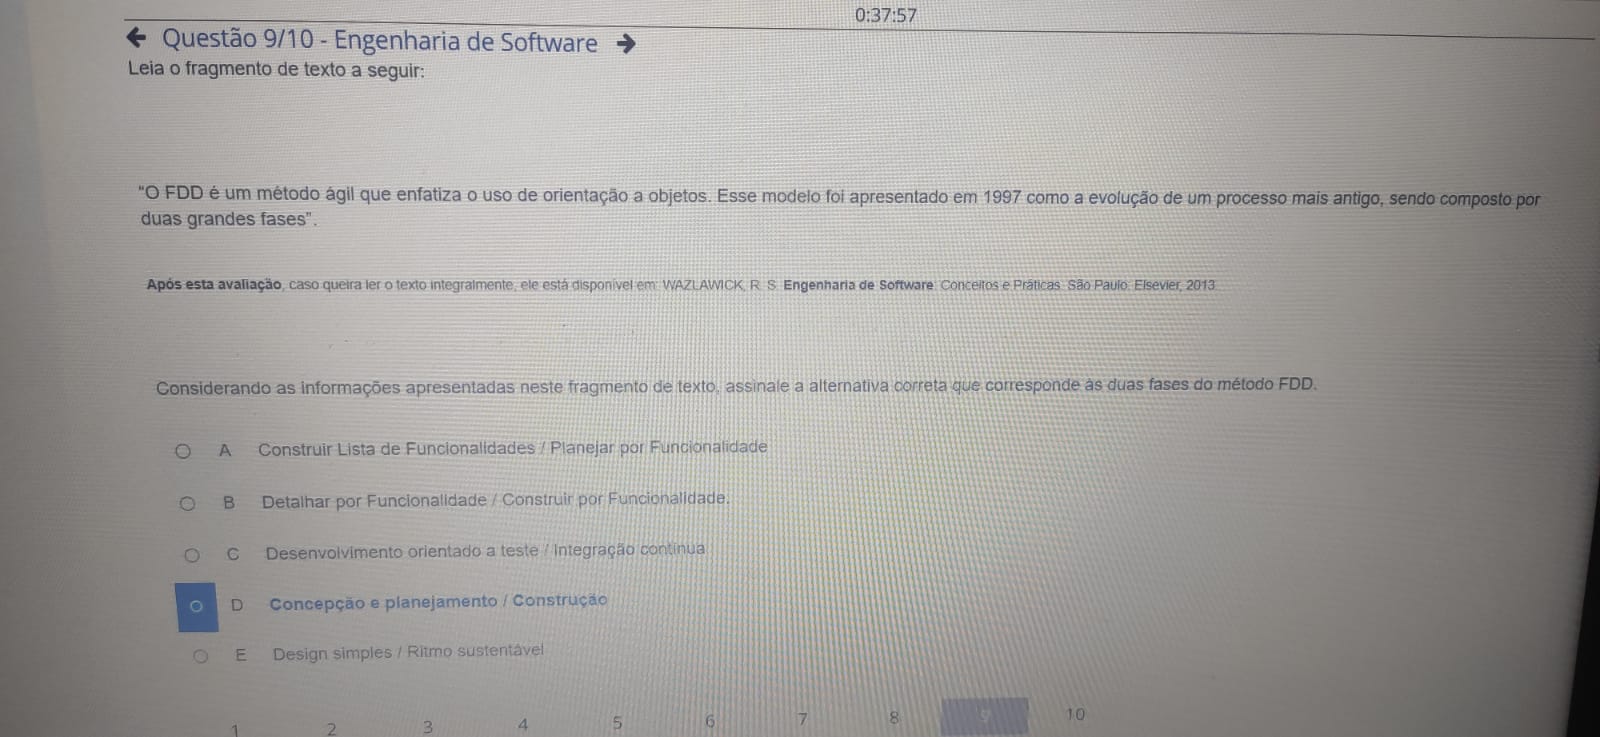 0:37:57
← Questão 9/10 - Engenharia de Software →
Leia o fragmento de texto a seguir:
"O FDD é um método ágil que enfatiza o uso de orientação a objetos. Esse modelo foi apresentado em 1997 como a evolução de um processo mais antigo, sendo composto por
duas grandes fases".
Após esta avaliação, caso queira ler o texto integralmente, ele está disponível em: WAZLAWICK, R. S. Engenharia de Software: Conceitos e Práticas. São Paulo: Elsevier, 2013.
Considerando as informações apresentadas neste fragmento de texto, assinale a alternativa correta que corresponde às duas fases do método FDD.
A Construir Lista de Funcionalidades / Planejar por Funcionalidade
B Detalhar por Funcionalidade / Construir por Funcionalidade.
C Desenvolvimento orientado a teste / Integração contínua
D Concepção e planejamento / Construção
E Design simples / Ritmo sustentável
1 2 3 4 5 6 7 8 9 10